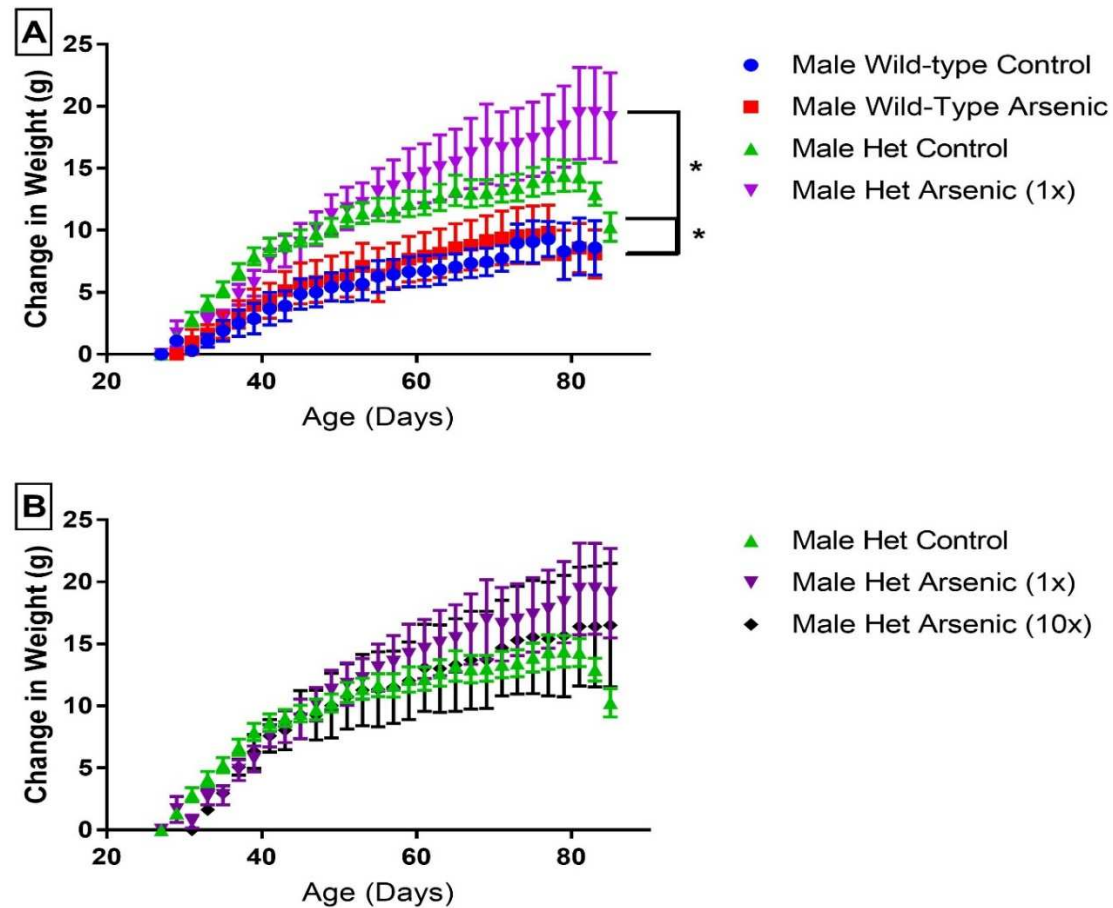 A
Change in Weight (g)
25
20
15
10
5
0
20
40
60
80
Age (Days)
Male Wild-type Control
Male Wild-Type Arsenic
Male Het Control
Male Het Arsenic (1x)
*
*
B
Change in Weight (g)
25
20
15
10
5
0
20
40
60
80
Age (Days)
Male Het Control
Male Het Arsenic (1x)
Male Het Arsenic (10x)